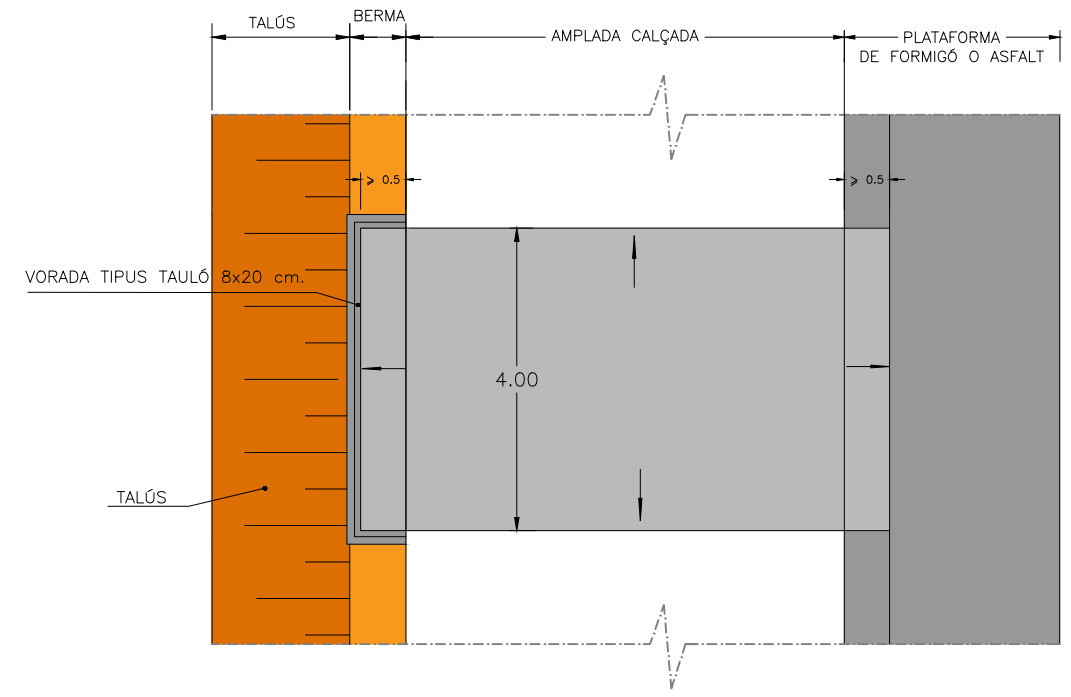 TALÚS
BERMA
AMPLADA CALÇADA
PLATAFORMA
DE FORMIGÓ O ASFALT
⩾ 0.5
⩾ 0.5
VORADA TIPUS TAULÓ 8x20 cm.
4.00
TALÚS